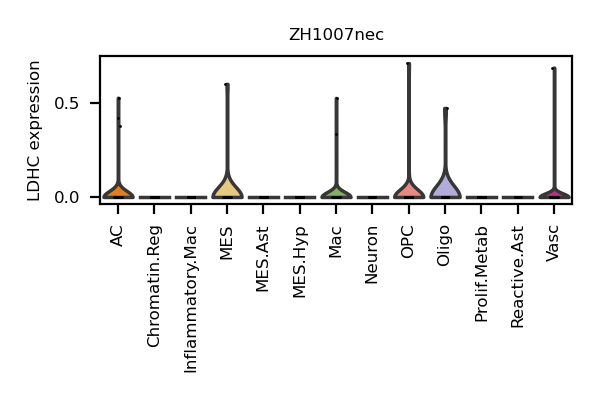 ZH1007nec
LDHC expression
0.5
0.0
AC
Chromatin.Reg
Inflammatory.Mac
MES
MES.Ast
MES.Hyp
Mac
Neuron
OPC
Oligo
Prolif.Metab
Reactive.Ast
Vasc